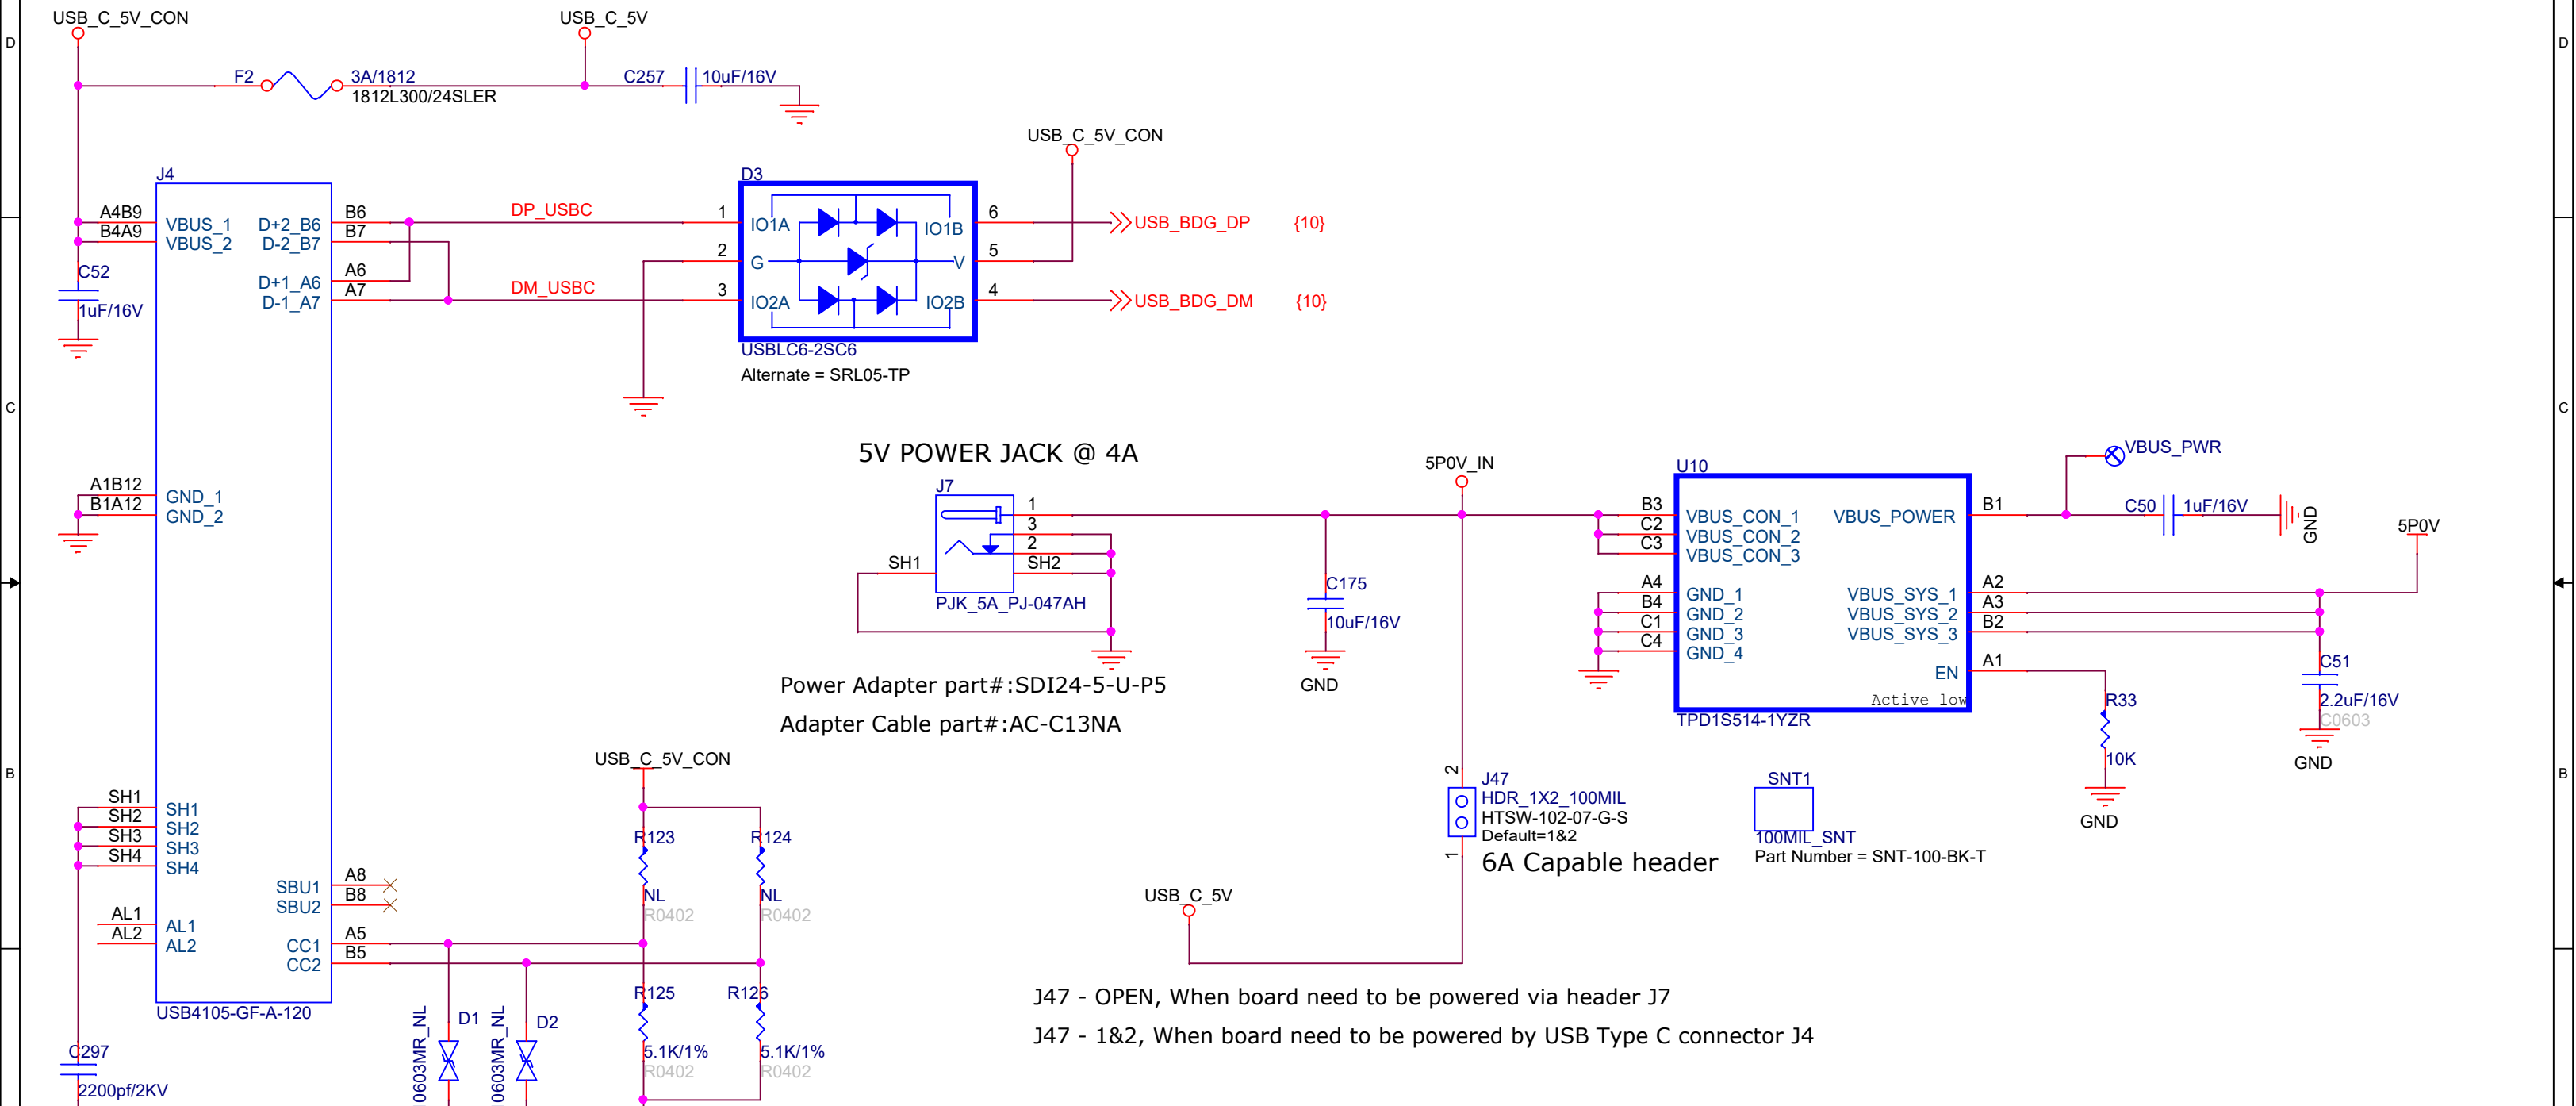 USB_C_5V_CON
USB_C_5V
D
D
F2
3A/1812
1812L300/24SLER
C257
10uF/16V
USB_C_5V_CON
J4
D3
A4B9
VBUS_1
D+2_B6
B6
DP_USBC
1
IO1A
IO1B
6
USB_BDG_DP
{10}
B4A9
VBUS_2
D-2_B7
B7
2
G
V
5
C52
D+1_A6
A6
D-1_A7
A7
DM_USBC
3
IO2A
IO2B
4
USB_BDG_DM
{10}
1uF/16V
USBLC6-2SC6
Alternate = SRL05-TP
C
C
5V POWER JACK @ 4A
5P0V_IN
VBUS_PWR
J7
U10
A1B12
GND_1
B1A12
GND_2
1
3
2
SH1
SH2
PJK_5A_PJ-047AH
C175
10uF/16V
GND
B3
VBUS_CON_1
C2
VBUS_CON_2
C3
VBUS_CON_3
A4
GND_1
B4
GND_2
C1
GND_3
C4
GND_4
VBUS_POWER
B1
C50
1uF/16V
GND
5P0V
VBUS_SYS_1
A2
VBUS_SYS_2
A3
VBUS_SYS_3
B2
EN
A1
Active low
TPD1S514-1YZR
R33
10K
GND
C51
2.2uF/16V
C0603
GND
Power Adapter part#:SDI24-5-U-P5
Adapter Cable part#:AC-C13NA
USB_C_5V_CON
B
B
2
J47
HDR_1X2_100MIL
HTSW-102-07-G-S
Default=1&2
1
6A Capable header
SNT1
100MIL_SNT
Part Number = SNT-100-BK-T
SH1
SH1
SH2
SH2
SH3
SH3
SH4
SH4
R123
NL
R0402
R124
NL
R0402
SBU1
A8
SBU2
B8
AL1
AL1
AL2
AL2
CC1
A5
CC2
B5
USB_C_5V
USB4105-GF-A-120
R125
5.1K/1%
R0402
R126
5.1K/1%
R0402
J47 - OPEN, When board need to be powered via header J7
J47 - 1&2, When board need to be powered by USB Type C connector J4
D1
D2
C297
2200pf/2KV